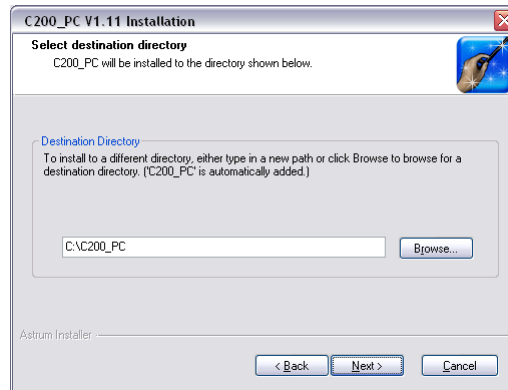 C200_PC V1.11 Installation
Select destination directory
C200_PC will be installed to the directory shown below.
Destination Directory
To install to a different directory, either type in a new path or click Browse to browse for a
destination directory. ('C200_PC' is automatically added.)
C:\C200_PC
Browse...
Astrum Installer
< Back
Next >
Cancel